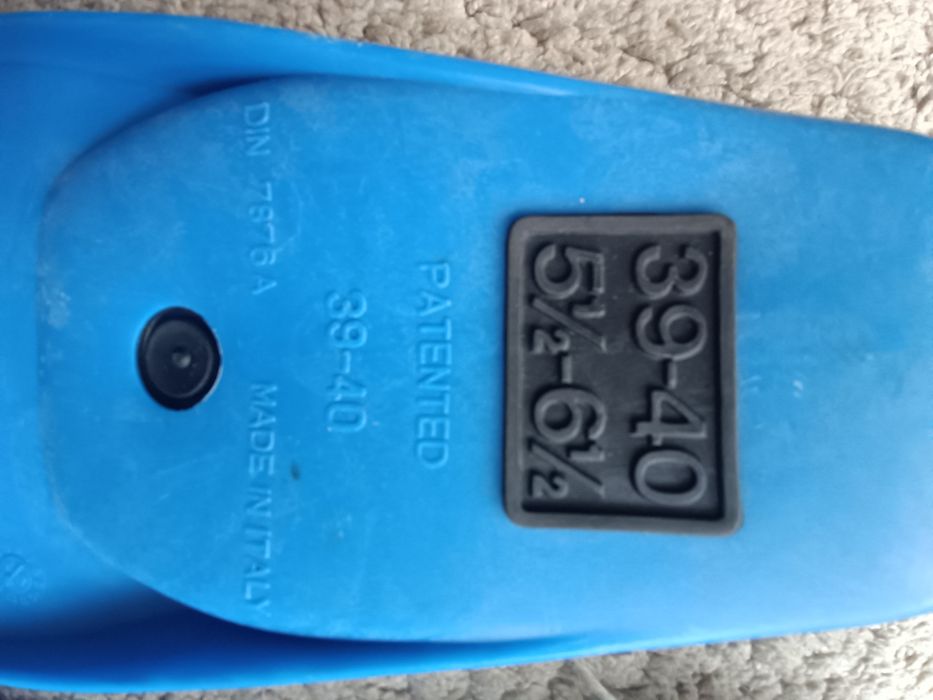 39-40
5½-6½
PATENTED
39-40
DIN 7876 A MADE IN ITALY